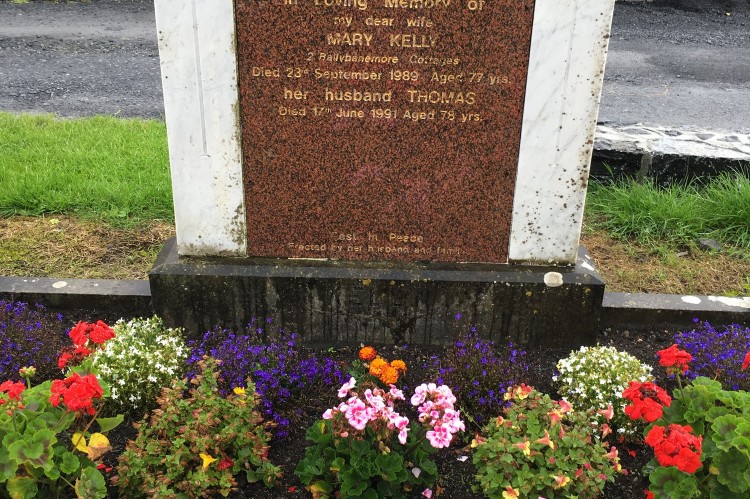 In Loving Memory of
my dear wife
MARY KELLY
2 Ballybanemore Cottages
Died 23rd September 1989 Aged 77 yrs.
her husband THOMAS
Died 17th June 1991 Aged 78 yrs.
Rest In Peace
Erected by her husband and family